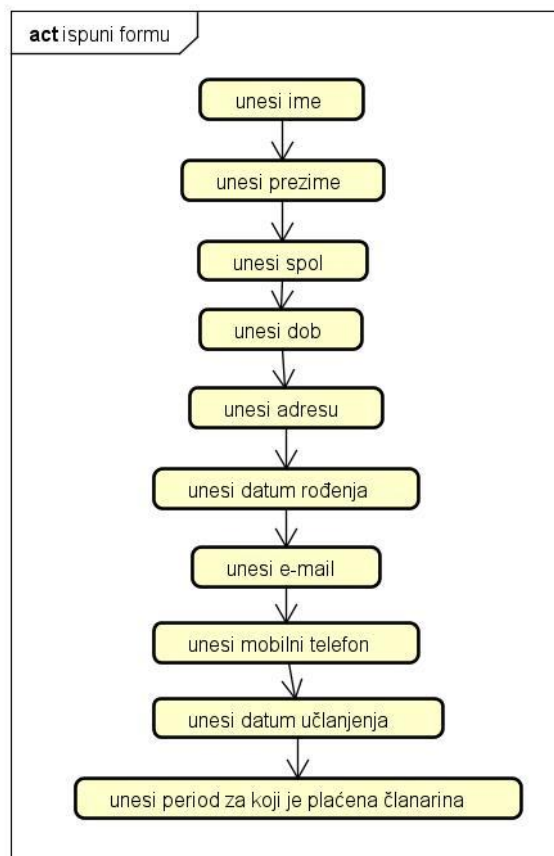 act ispuni formu
unesi ime
unesi prezime
unesi spol
unesi dob
unesi adresu
unesi datum rođenja
unesi e-mail
unesi mobilni telefon
unesi datum učlanjenja
unesi period za koji je plaćena članarina